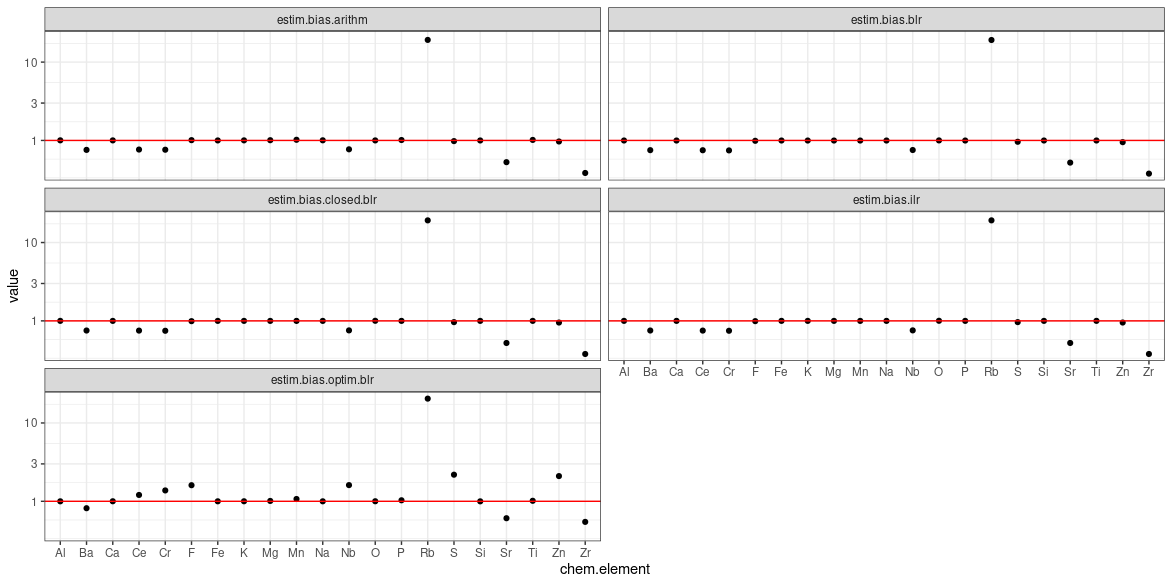 estim.bias.arithm
estim.bias.blr
10
3
1
estim.bias.closed.blr
estim.bias.ilr
10
3
1
value
Al Ba Ca Ce Cr F Fe K Mg Mn Na Nb O P Rb S Si Sr Ti Zn Zr
estim.bias.optim.blr
10
3
1
Al Ba Ca Ce Cr F Fe K Mg Mn Na Nb O P Rb S Si Sr Ti Zn Zr
chem.element